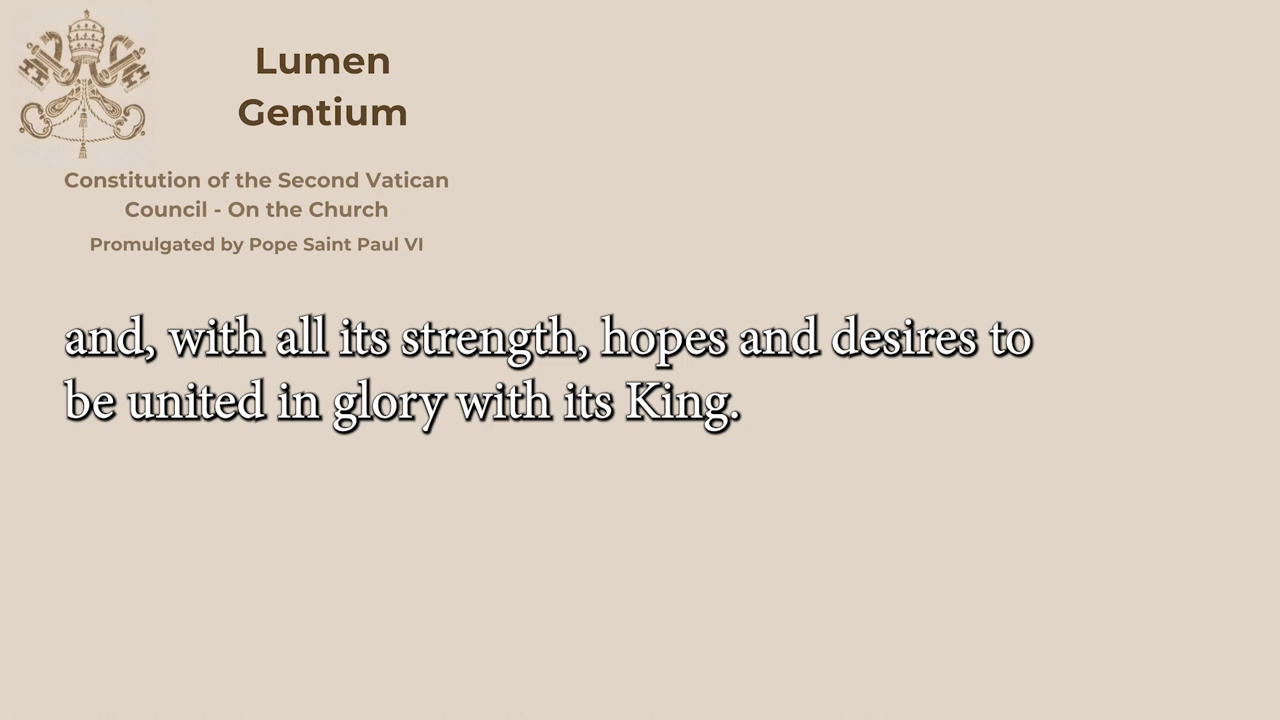 Lumen
Gentium
Constitution of the Second Vatican
Council - On the Church
Promulgated by Pope Saint Paul VI
and, with all its strength, hopes and desires to
be united in glory with its King.